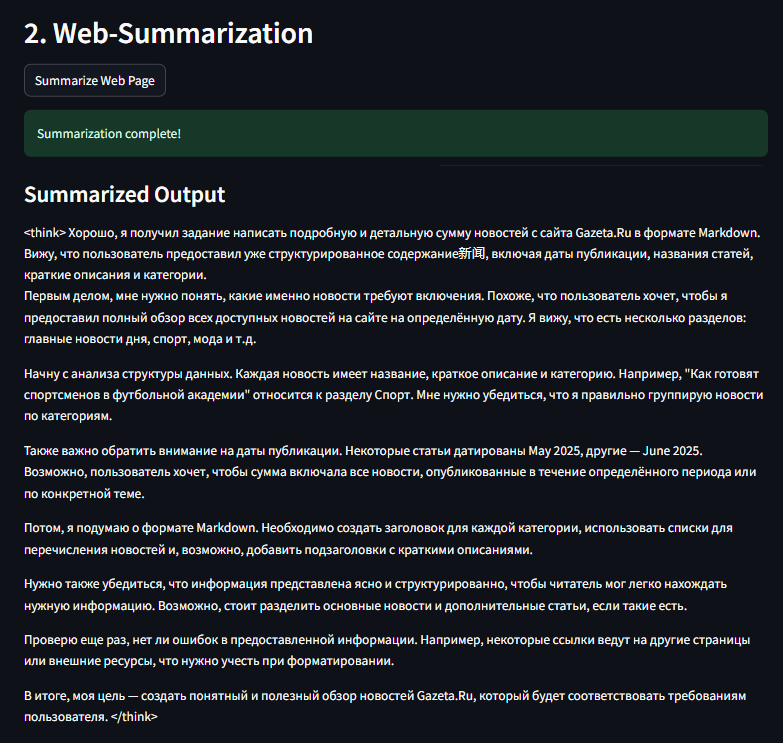 2. Web-Summarization
Summarize Web Page
Summarization complete!
Summarized Output
<think> Хорошо, я получил задание написать подробную и детальную сумму новостей с сайта Gazeta.Ru в формате Markdown.
Вижу, что пользователь предоставил уже структурированное содержание新闻, включая даты публикации, названия статей,
краткие описания и категории.
Первым делом, мне нужно понять, какие именно новости требуют включения. Похоже, что пользователь хочет, чтобы я
предоставил полный обзор всех доступных новостей на сайте на определённую дату. Я вижу, что есть несколько разделов:
главные новости дня, спорт, мода и т.д.
Начну с анализа структуры данных. Каждая новость имеет название, краткое описание и категорию. Например, "Как готовят
спортсменов в футбольной академии" относится к разделу Спорт. Мне нужно убедиться, что я правильно группирую новости
по категориям.
Также важно обратить внимание на даты публикации. Некоторые статьи датированы May 2025, другие — June 2025.
Возможно, пользователь хочет, чтобы сумма включала все новости, опубликованные в течение определённого периода или
по конкретной теме.
Потом, я подумаю о формате Markdown. Необходимо создать заголовок для каждой категории, использовать списки для
перечисления новостей и, возможно, добавить подзаголовки с краткими описаниями.
Нужно также убедиться, что информация представлена ясно и структурированно, чтобы читатель мог легко нахождать
нужную информацию. Возможно, стоит разделить основные новости и дополнительные статьи, если такие есть.
Проверю еще раз, нет ли ошибок в предоставленной информации. Например, некоторые ссылки ведут на другие страницы
или внешние ресурсы, что нужно учесть при форматировании.
В итоге, моя цель — создать понятный и полезный обзор новостей Gazeta.Ru, который будет соответствовать требованиям
пользователя. </think>